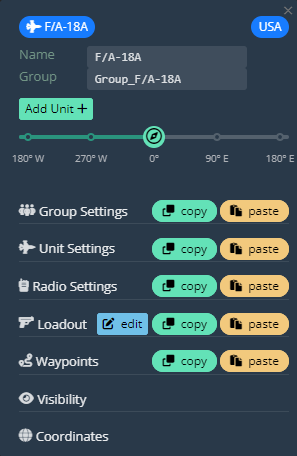 F/A-18A USA
Name F/A-18A
Group Group_F/A-18A
Add Unit +
180° W 270° W 0° 90° E 180° E
Group Settings copy paste
Unit Settings copy paste
Radio Settings copy paste
Loadout edit copy paste
Waypoints copy paste
Visibility
Coordinates